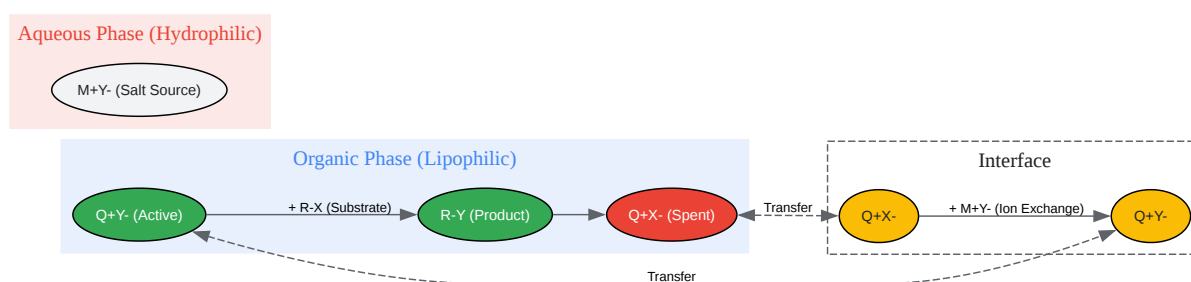 Aqueous Phase (Hydrophilic)
M+Y- (Salt Source)
Organic Phase (Lipophilic)
Q+Y- (Active)
+ R-X (Substrate)
R-Y (Product)
Q+X- (Spent)
Transfer
Interface
Q+X-
+ M+Y- (Ion Exchange)
Q+Y-
Transfer